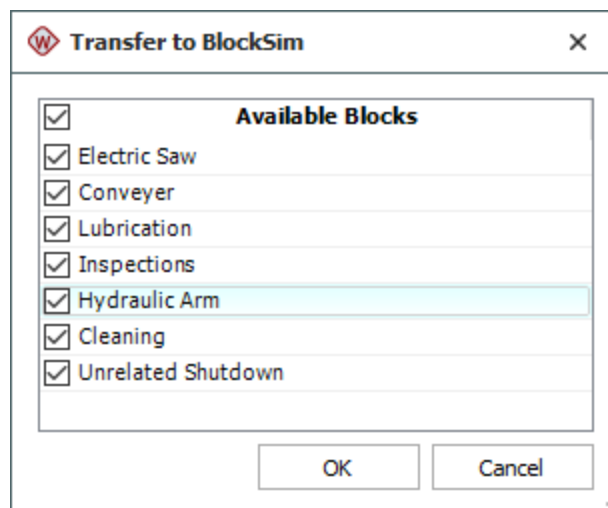 W Transfer to BlockSim
Available Blocks
Electric Saw
Conveyer
Lubrication
Inspections
Hydraulic Arm
Cleaning
Unrelated Shutdown
OK Cancel